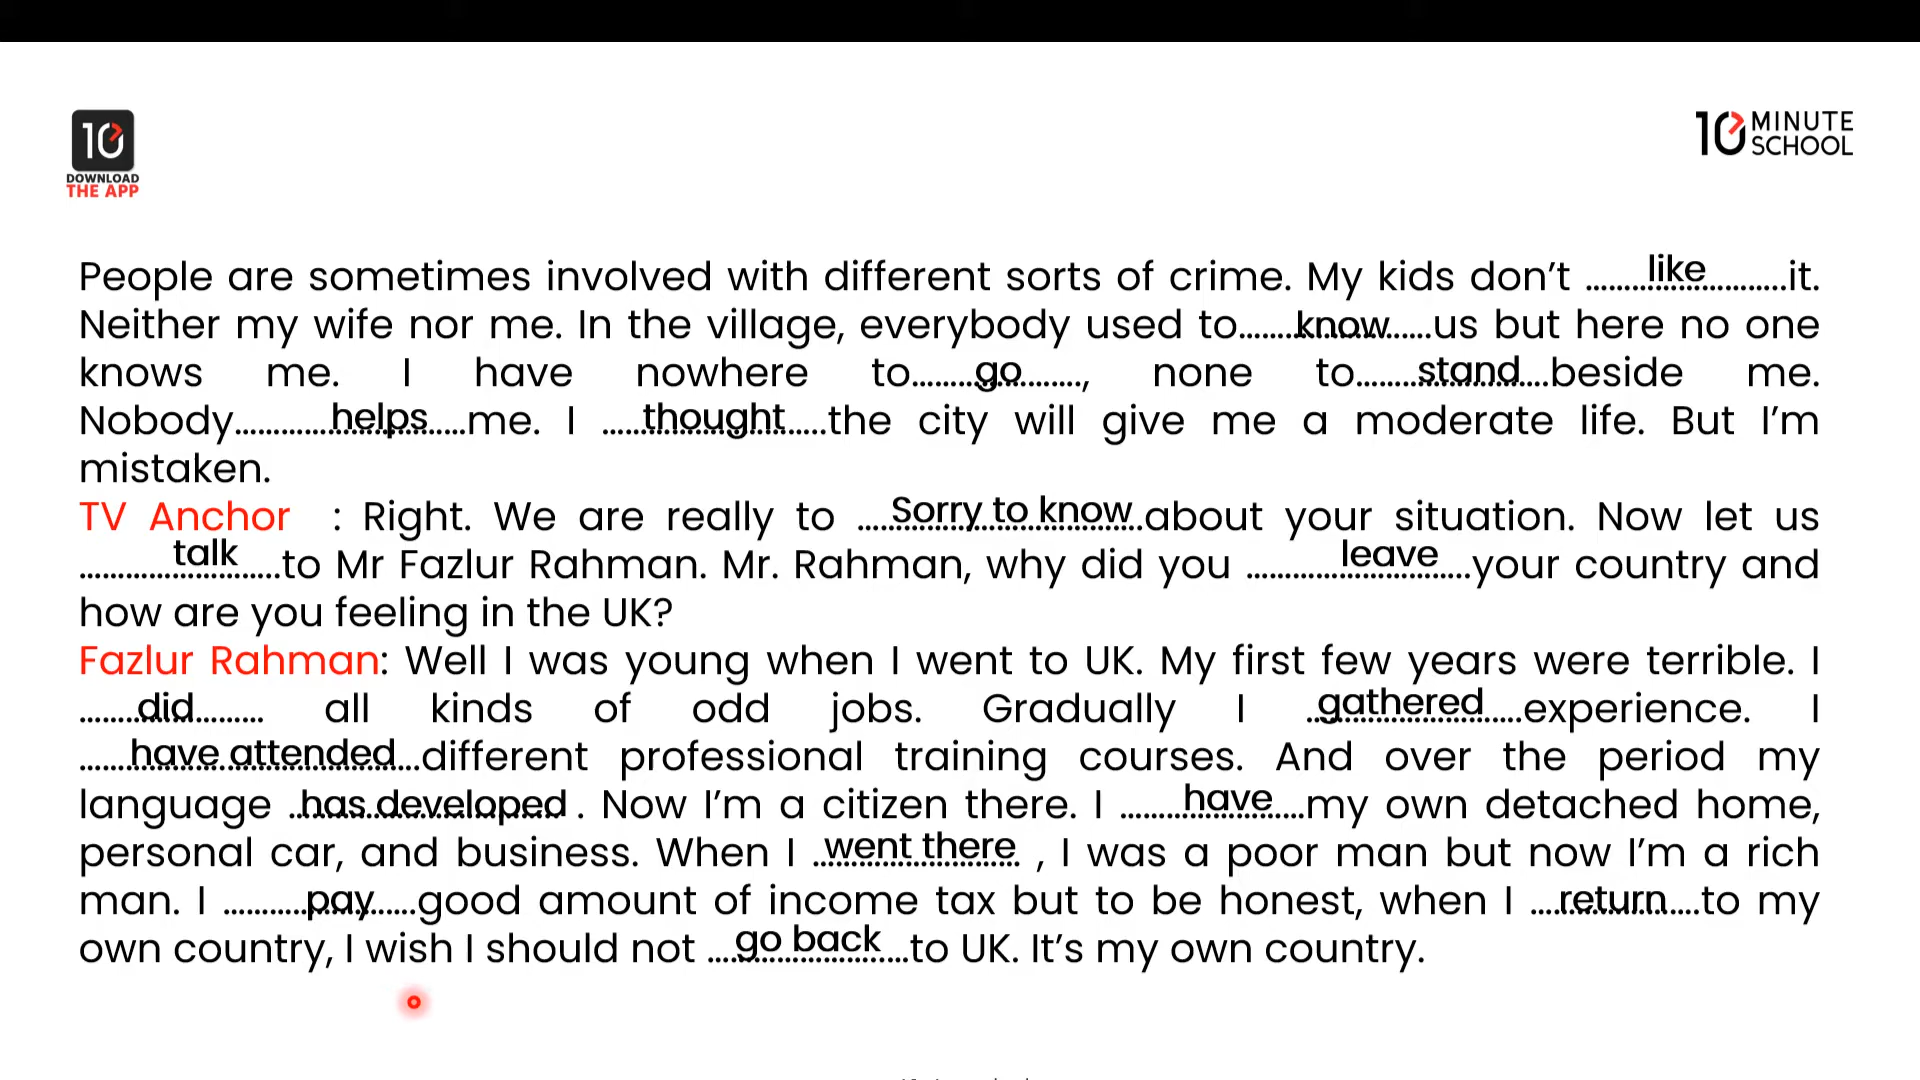 10
DOWNLOAD
THE APP
10 MINUTE
SCHOOL
People are sometimes involved with different sorts of crime. My kids don’t ..........like..........it.
Neither my wife nor me. In the village, everybody used to..........know..........us but here no one
knows me. I have nowhere to..........go.........., none to..........stand..........beside me.
Nobody..........helps..........me. I ..........thought..........the city will give me a moderate life. But I’m
mistaken.
TV Anchor : Right. We are really to ..........Sorry to know..........about your situation. Now let us
..........talk..........to Mr Fazlur Rahman. Mr. Rahman, why did you ..........leave..........your country and
how are you feeling in the UK?
Fazlur Rahman: Well I was young when I went to UK. My first few years were terrible. I
..........did.......... all kinds of odd jobs. Gradually I ..........gathered..........experience. I
..........have attended..........different professional training courses. And over the period my
language ..........has developed . Now I’m a citizen there. I ..........have..........my own detached home,
personal car, and business. When I ..........went there.......... , I was a poor man but now I’m a rich
man. I ..........pay..........good amount of income tax but to be honest, when I ..........return..........to my
own country, I wish I should not ..........go back..........to UK. It’s my own country.